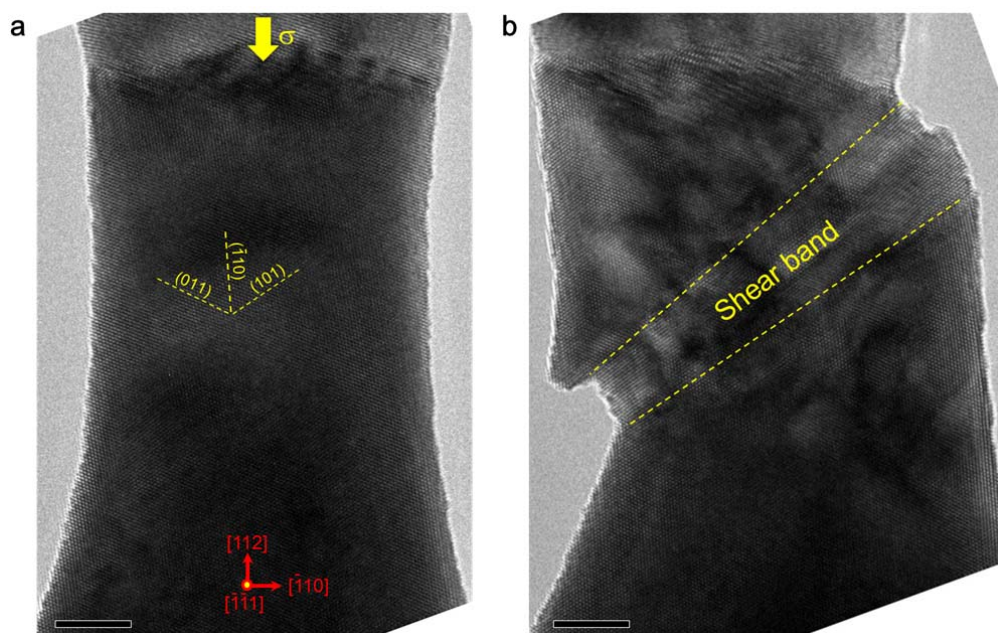 a
σ
(011)
(1̄10)
(101)
[112]
[1̄10]
[1̄1̄1]
b
Shear band